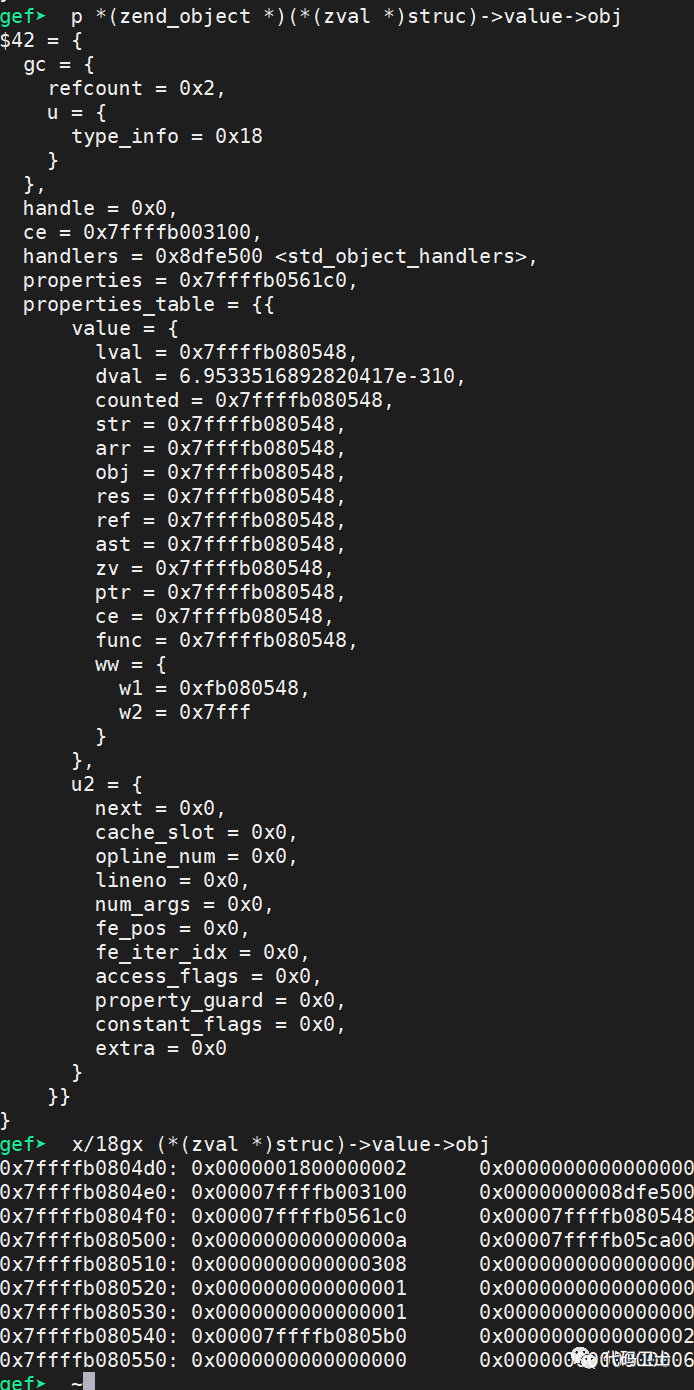 gef➤  p *(zend_object *)(*(zval *)struc)->value->obj
$42 = {
  gc = {
    refcount = 0x2,
    u = {
      type_info = 0x18
    }
  },
  handle = 0x0,
  ce = 0x7ffffb003100,
  handlers = 0x8dfe500 <std_object_handlers>,
  properties = 0x7ffffb0561c0,
  properties_table = {{
      value = {
        lval = 0x7ffffb080548,
        dval = 6.9533516892820417e-310,
        counted = 0x7ffffb080548,
        str = 0x7ffffb080548,
        arr = 0x7ffffb080548,
        obj = 0x7ffffb080548,
        res = 0x7ffffb080548,
        ref = 0x7ffffb080548,
        ast = 0x7ffffb080548,
        zv = 0x7ffffb080548,
        ptr = 0x7ffffb080548,
        ce = 0x7ffffb080548,
        func = 0x7ffffb080548,
        ww = {
          w1 = 0xfb080548,
          w2 = 0x7fff
        }
      },
      u2 = {
        next = 0x0,
        cache_slot = 0x0,
        opline_num = 0x0,
        lineno = 0x0,
        num_args = 0x0,
        fe_pos = 0x0,
        fe_iter_idx = 0x0,
        access_flags = 0x0,
        property_guard = 0x0,
        constant_flags = 0x0,
        extra = 0x0
      }
    }}
}
gef➤  x/18gx (*(zval *)struc)->value->obj
0x7ffffb0804d0: 0x0000001800000002      0x0000000000000000
0x7ffffb0804e0: 0x00007ffffb003100      0x0000000008dfe500
0x7ffffb0804f0: 0x00007ffffb0561c0      0x00007ffffb080548
0x7ffffb080500: 0x000000000000000a      0x00007ffffb05ca00
0x7ffffb080510: 0x0000000000000308      0x0000000000000000
0x7ffffb080520: 0x0000000000000001      0x0000000000000000
0x7ffffb080530: 0x0000000000000001      0x0000000000000000
0x7ffffb080540: 0x00007ffffb0805b0      0x0000000000000002
0x7ffffb080550: 0x0000000000000000
代码卫士
gef➤  ~